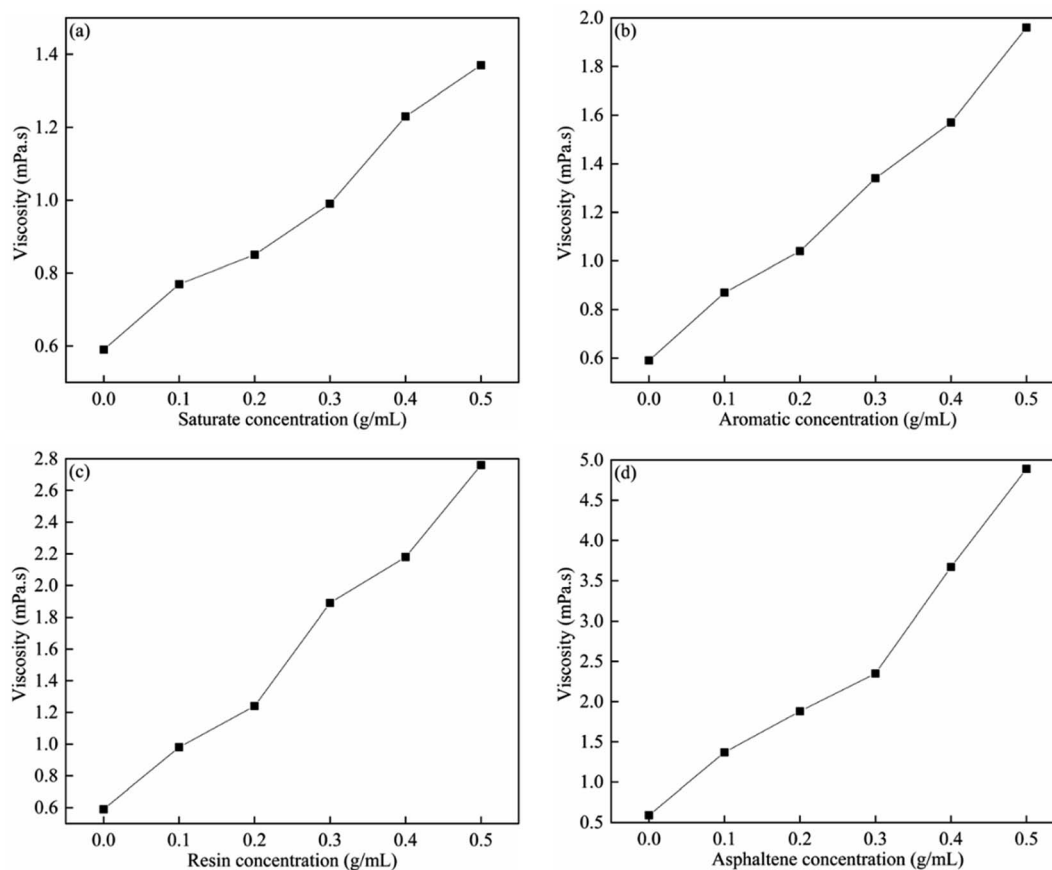 (a)
Viscosity (mPa.s)
1.4
1.2
1.0
0.8
0.6
0.0 0.1 0.2 0.3 0.4 0.5
Saturate concentration (g/mL)
(b)
Viscosity (mPa.s)
2.0
1.8
1.6
1.4
1.2
1.0
0.8
0.6
0.0 0.1 0.2 0.3 0.4 0.5
Aromatic concentration (g/mL)
(c)
Viscosity (mPa.s)
2.8
2.6
2.4
2.2
2.0
1.8
1.6
1.4
1.2
1.0
0.8
0.6
0.0 0.1 0.2 0.3 0.4 0.5
Resin concentration (g/mL)
(d)
Viscosity (mPa.s)
5.0
4.5
4.0
3.5
3.0
2.5
2.0
1.5
1.0
0.5
0.0 0.1 0.2 0.3 0.4 0.5
Asphaltene concentration (g/mL)